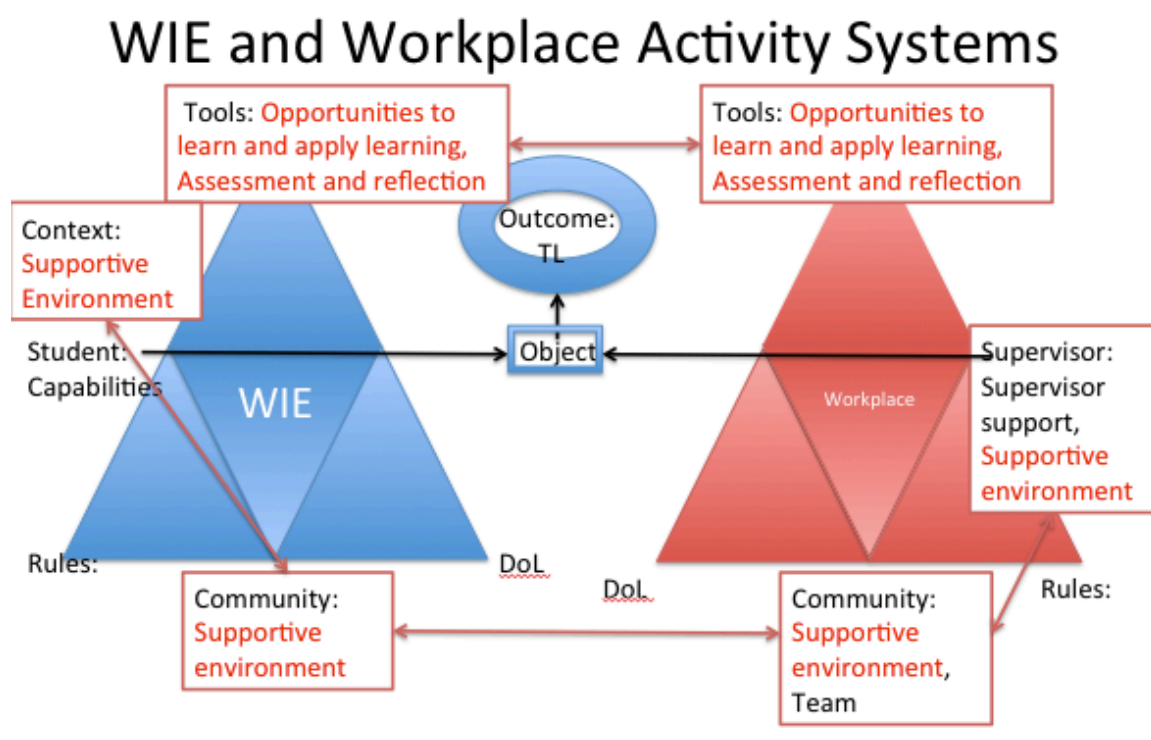 WIE and Workplace Activity Systems
Tools: Opportunities to
learn and apply learning,
Assessment and reflection
Tools: Opportunities to
learn and apply learning,
Assessment and reflection
Context:
Supportive
Environment
Outcome:
TL
Student:
Capabilities
Object
Supervisor:
Supervisor
support,
Supportive
environment
WIE
Workplace
Rules:
DoL
DoL
Rules:
Community:
Supportive
environment
Community:
Supportive
environment,
Team